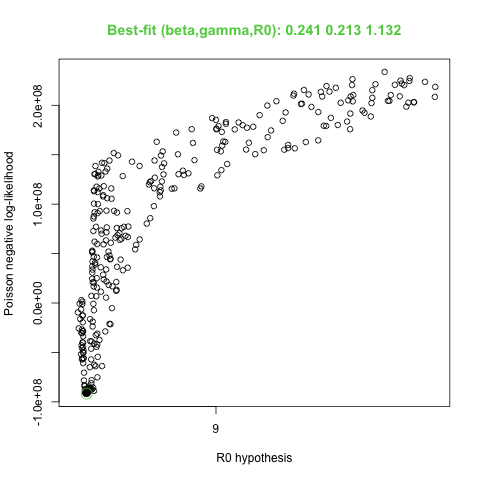 Best-fit (beta,gamma,R0): 0.241 0.213 1.132
Poisson negative log-likelihood
2.0e+08
1.0e+08
0.0e+00
-1.0e+08
9
R0 hypothesis